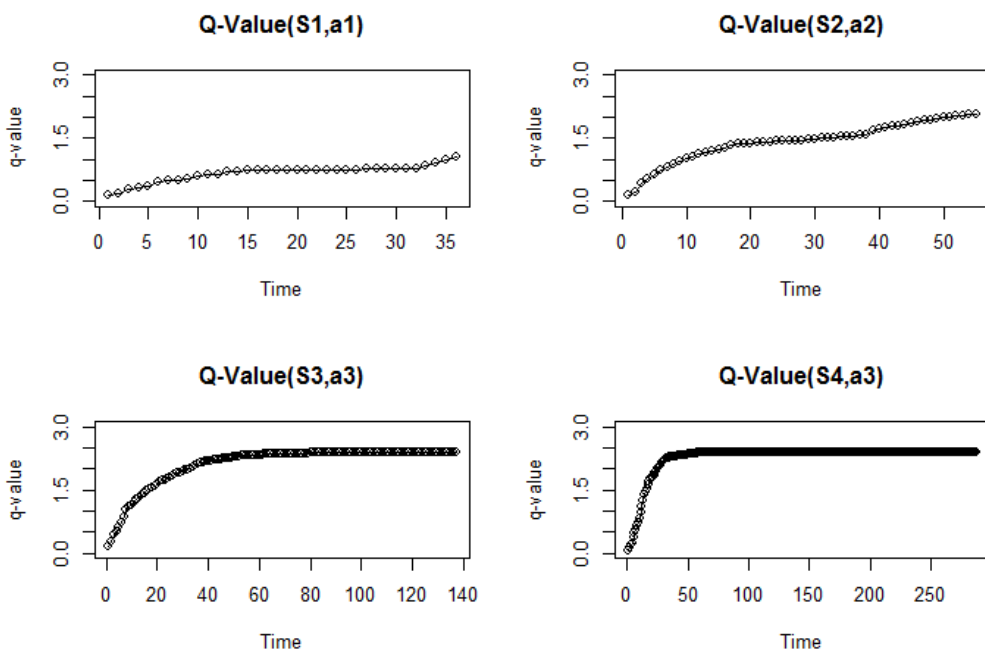 Q-Value(S1,a1)
q-value
0.0 1.5 3.0
0 5 10 15 20 25 30 35
Time
Q-Value(S2,a2)
q-value
0.0 1.5 3.0
0 10 20 30 40 50
Time
Q-Value(S3,a3)
q-value
0.0 1.5 3.0
0 20 40 60 80 100 120 140
Time
Q-Value(S4,a3)
q-value
0.0 1.5 3.0
0 50 100 150 200 250
Time